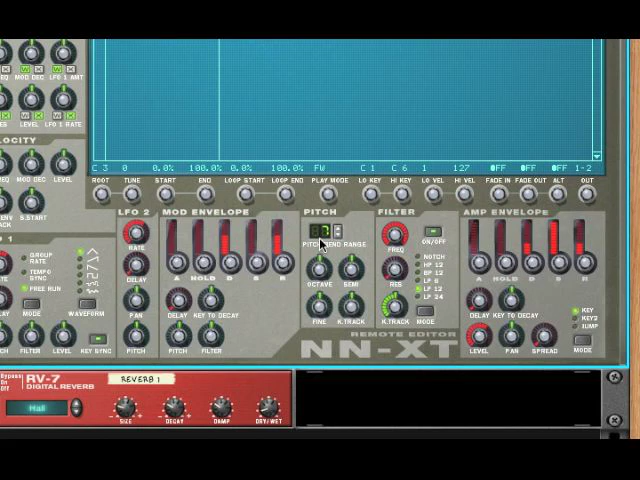 EQ MOD DEC LFO 1 AMT
LEVEL LFO 1 RATE
C 3 0 0.0% 100.0% 0.0% 100.0% FW C 1 C 6 1 127 OFF OFF OFF 1-2
ROOT TUNE START END LOOP START LOOP END PLAY MODE LO KEY HI KEY LO VEL HI VEL FADE IN FADE OUT ALT OUT
LOCITY
MOD DEC LEVEL
S.START
LFO 2 MOD ENVELOPE PITCH FILTER AMP ENVELOPE
RATE
PITCH BEND RANGE
FREQ
ON/OFF
GROUP RATE
TEMPO SYNC
FREE RUN
MODE WAVEFORM
DELAY
A HOLD D S R
OCTAVE SEMI
RES
NOTCH
HP 12
BP 12
LP 6
LP 12
LP 24
A HOLD D S R
PAN
DELAY KEY TO DECAY
FINE K.TRACK
K.TRACK MODE
DELAY KEY TO DECAY
KEY
KEY2
JUMP
MODE
FILTER LEVEL KEY SYNC
PITCH
PITCH FILTER
LEVEL PAN SPREAD
REMOTE EDITOR
NN-XT
Bypass
On
Off
RV-7
DIGITAL REVERB
REVERB 1
Hall
SIZE DECAY DAMP DRY/WET